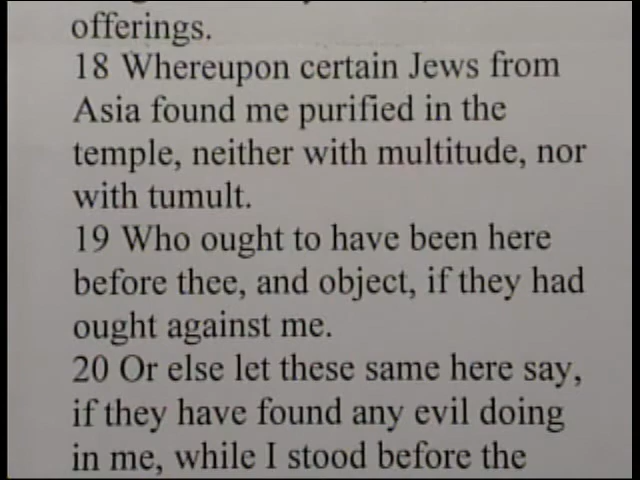 offerings.
18 Whereupon certain Jews from
Asia found me purified in the
temple, neither with multitude, nor
with tumult.
19 Who ought to have been here
before thee, and object, if they had
ought against me.
20 Or else let these same here say,
if they have found any evil doing
in me, while I stood before the